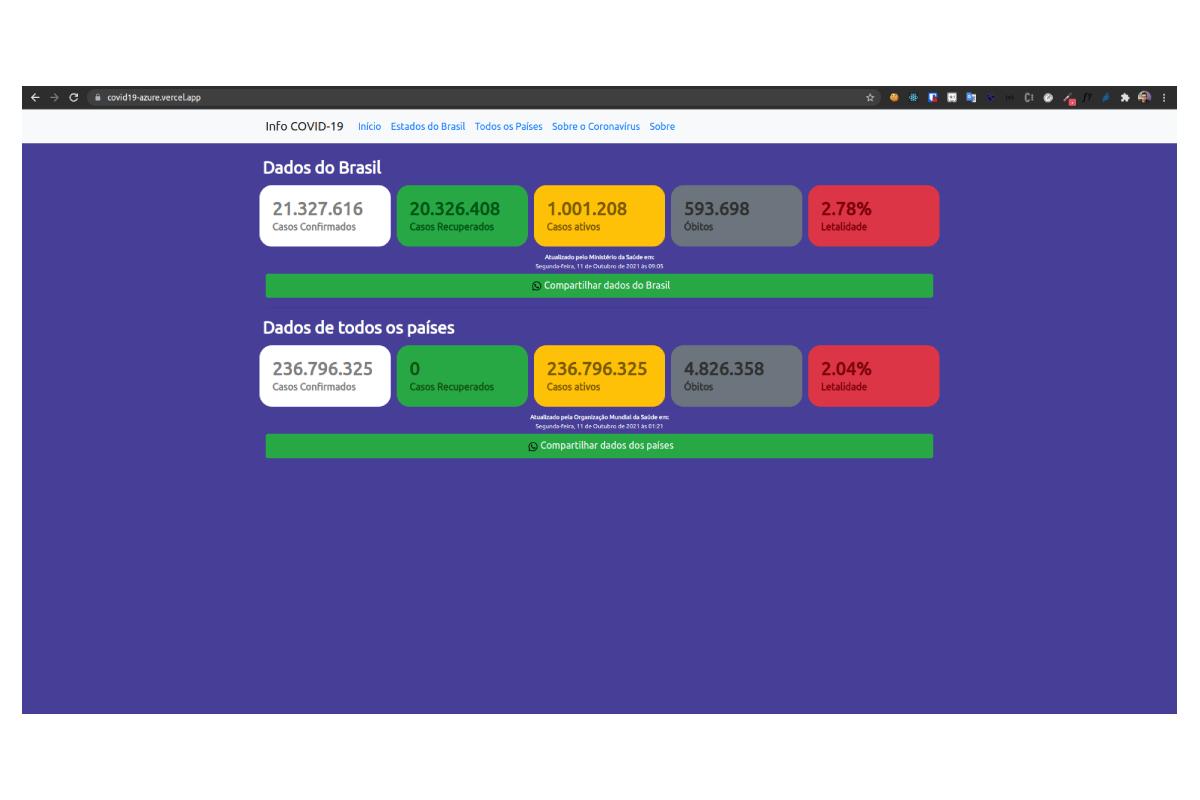 covid19-azure.vercel.app
Info COVID-19 Início Estados do Brasil Todos os Países Sobre o Coronavírus Sobre
Dados do Brasil
21.327.616 20.326.408 1.001.208 593.698 2.78%
Casos Confirmados Casos Recuperados Casos ativos Óbitos Letalidade
Atualizado pelo Ministério da Saúde em:
Segunda-feira, 11 de Outubro de 2021 às 09:05
Compartilhar dados do Brasil
Dados de todos os países
236.796.325 0 236.796.325 4.826.358 2.04%
Casos Confirmados Casos Recuperados Casos ativos Óbitos Letalidade
Atualizado pela Organização Mundial da Saúde em:
Segunda-feira, 11 de Outubro de 2021 às 01:21
Compartilhar dados dos países